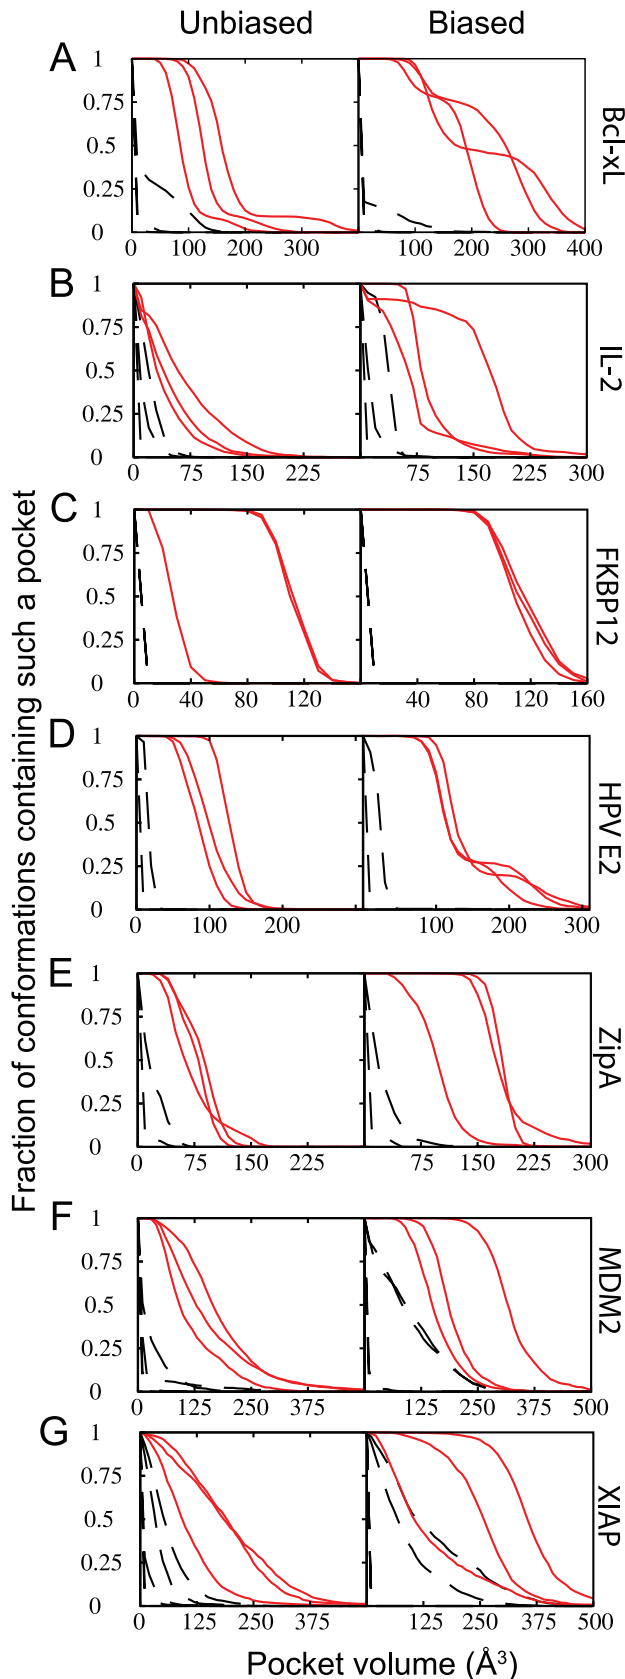 Unbiased Biased
A
1
0.75
0.5
0.25
0
0 100 200 300 100 200 300 400
Bcl-xL
B
1
0.75
0.5
0.25
0
0 75 150 225 75 150 225 300
IL-2
C
1
0.75
0.5
0.25
0
0 40 80 120 40 80 120 160
FKBP12
D
1
0.75
0.5
0.25
0
0 100 200 100 200 300
HPV E2
E
1
0.75
0.5
0.25
0
0 75 150 225 75 150 225 300
ZipA
F
1
0.75
0.5
0.25
0
0 125 250 375 125 250 375 500
MDM2
G
1
0.75
0.5
0.25
0
0 125 250 375 125 250 375 500
XIAP
Fraction of conformations containing such a pocket
Pocket volume (Å³)